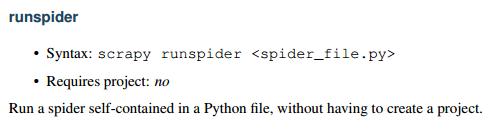 runspider
• Syntax: scrapy runspider <spider_file.py>
• Requires project: no
Run a spider self-contained in a Python file, without having to create a project.